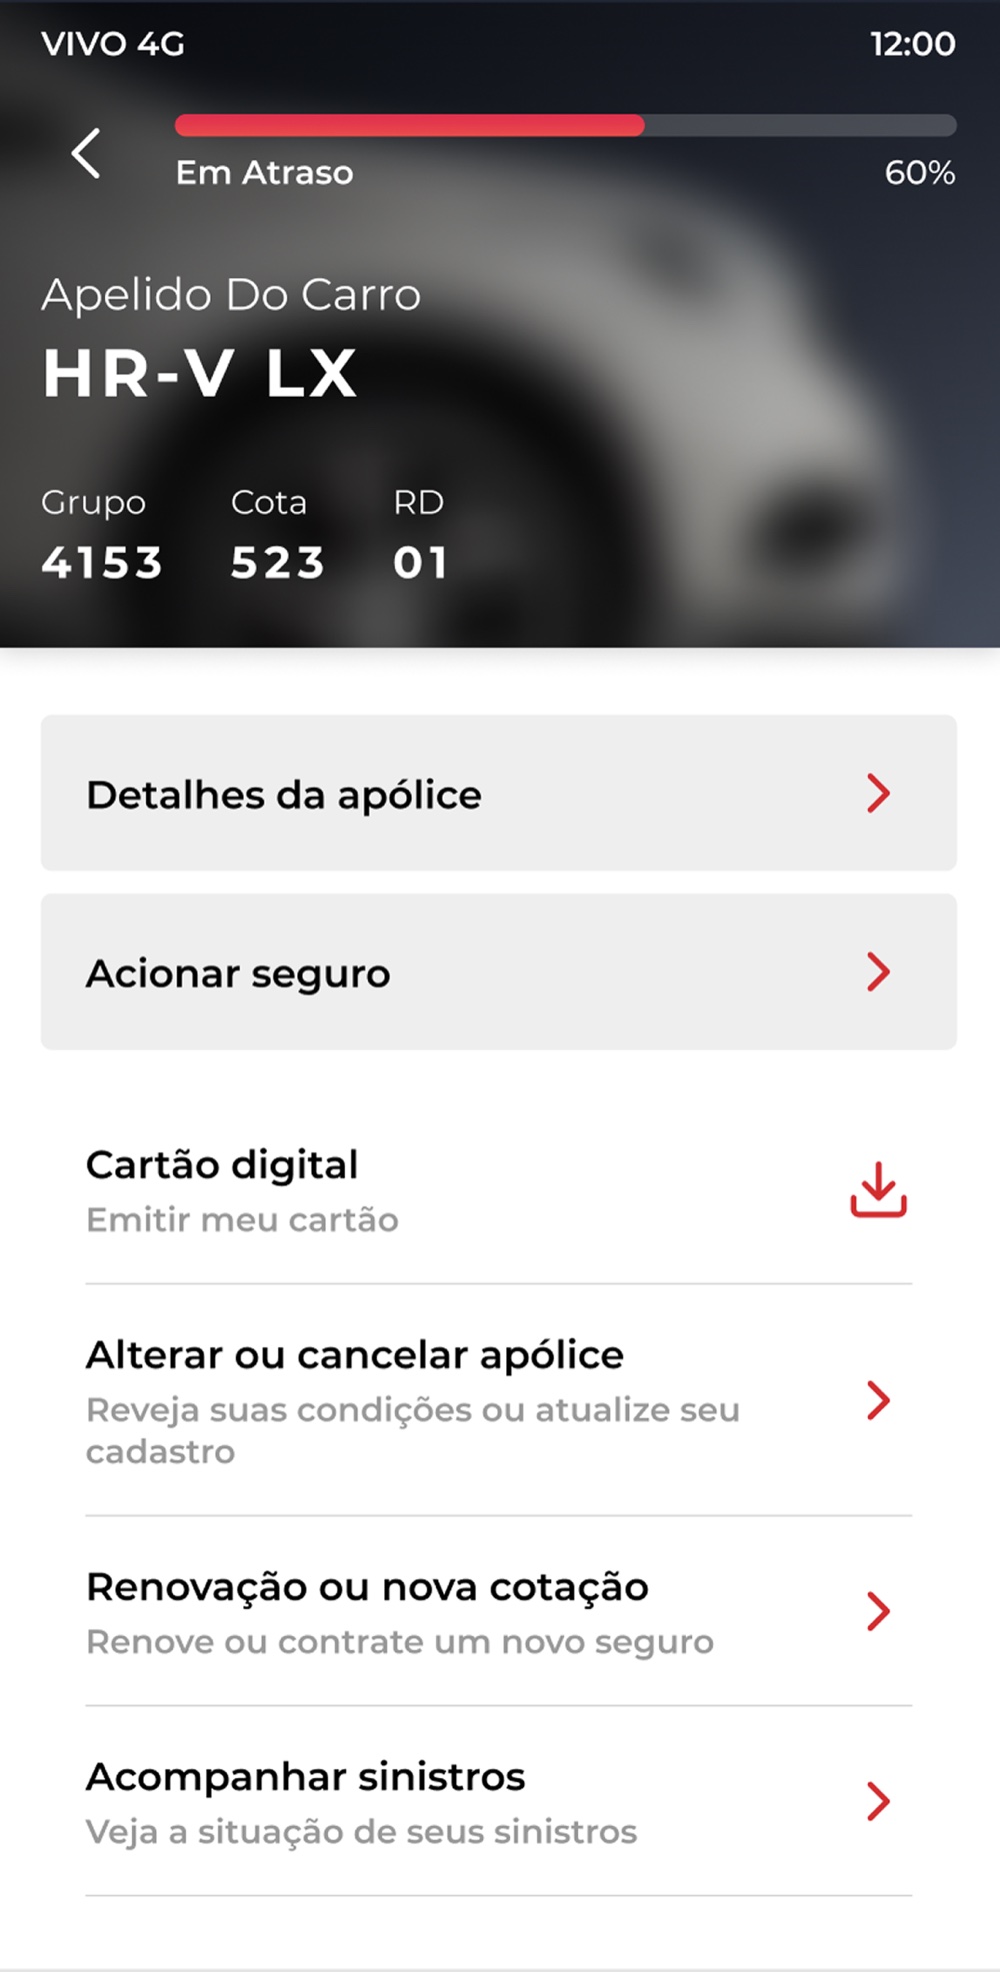 VIVO 4G
12:00
Em Atraso
60%
Apelido Do Carro
HR-V LX
Grupo
Cota
RD
4153
523
01
Detalhes da apólice
Acionar seguro
Cartão digital
Emitir meu cartão
Alterar ou cancelar apólice
Reveja suas condições ou atualize seu
cadastro
Renovação ou nova cotação
Renove ou contrate um novo seguro
Acompanhar sinistros
Veja a situação de seus sinistros